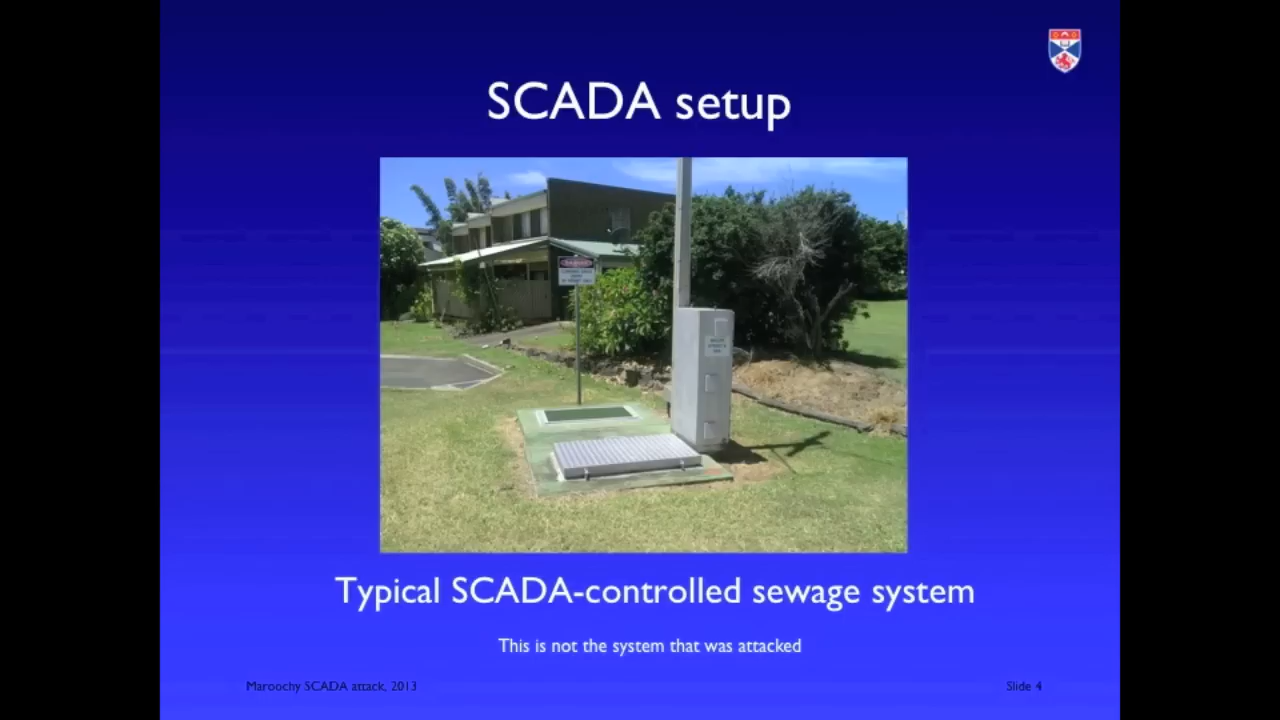 SCADA setup
DANGER
Typical SCADA-controlled sewage system
This is not the system that was attacked
Maroochy SCADA attack, 2013
Slide 4